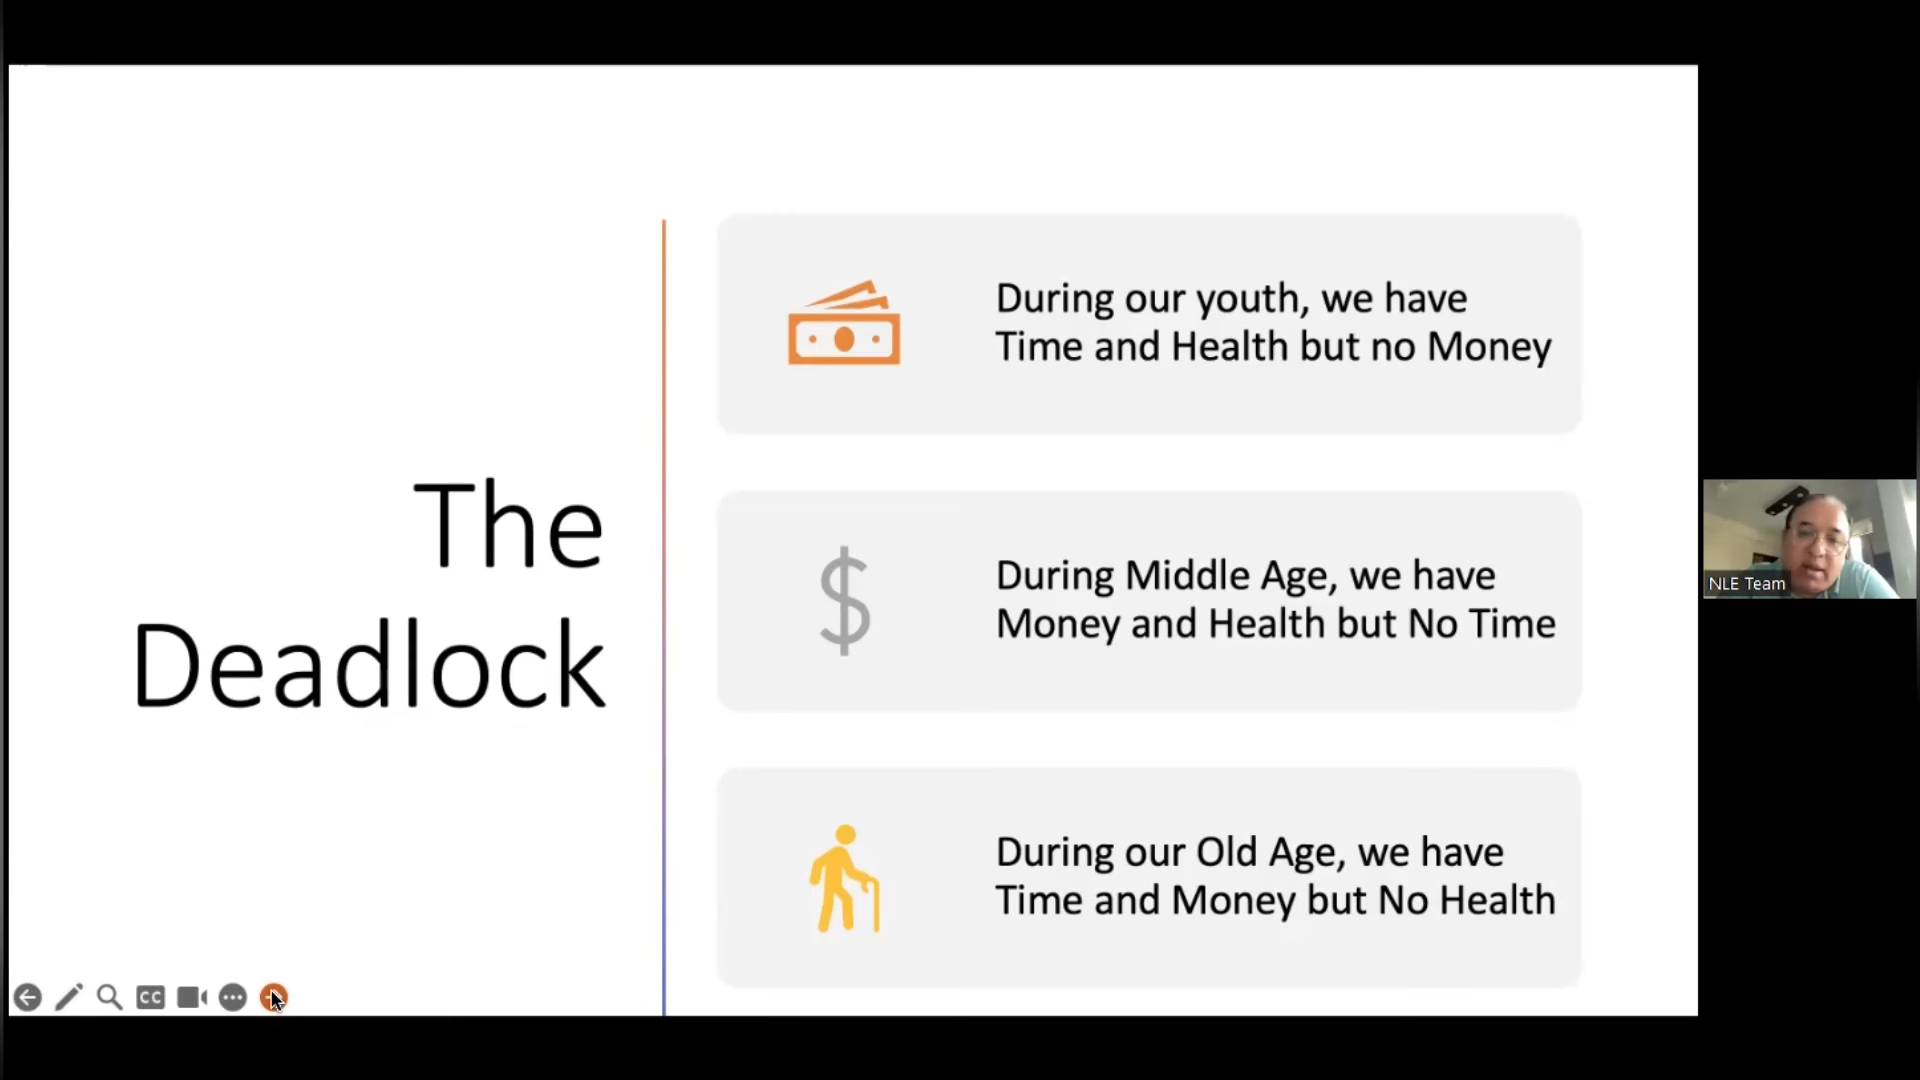 The
Deadlock
During our youth, we have
Time and Health but no Money
$
During Middle Age, we have
Money and Health but No Time
During our Old Age, we have
Time and Money but No Health
CC
NLE Team